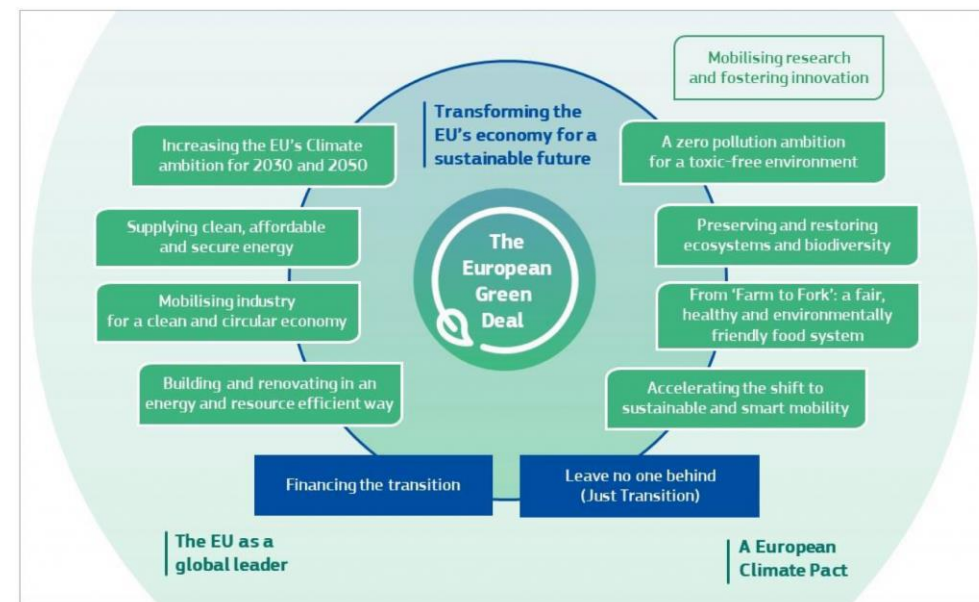 Mobilising research
and fostering innovation
Transforming the
EU's economy for a
sustainable future
Increasing the EU's Climate
ambition for 2030 and 2050
A zero pollution ambition
for a toxic-free environment
Supplying clean, affordable
and secure energy
Preserving and restoring
ecosystems and biodiversity
The
European
Green
Deal
Mobilising industry
for a clean and circular economy
From ‘Farm to Fork’: a fair,
healthy and environmentally
friendly food system
Building and renovating in an
energy and resource efficient way
Accelerating the shift to
sustainable and smart mobility
Financing the transition
Leave no one behind
(Just Transition)
The EU as a
global leader
A European
Climate Pact